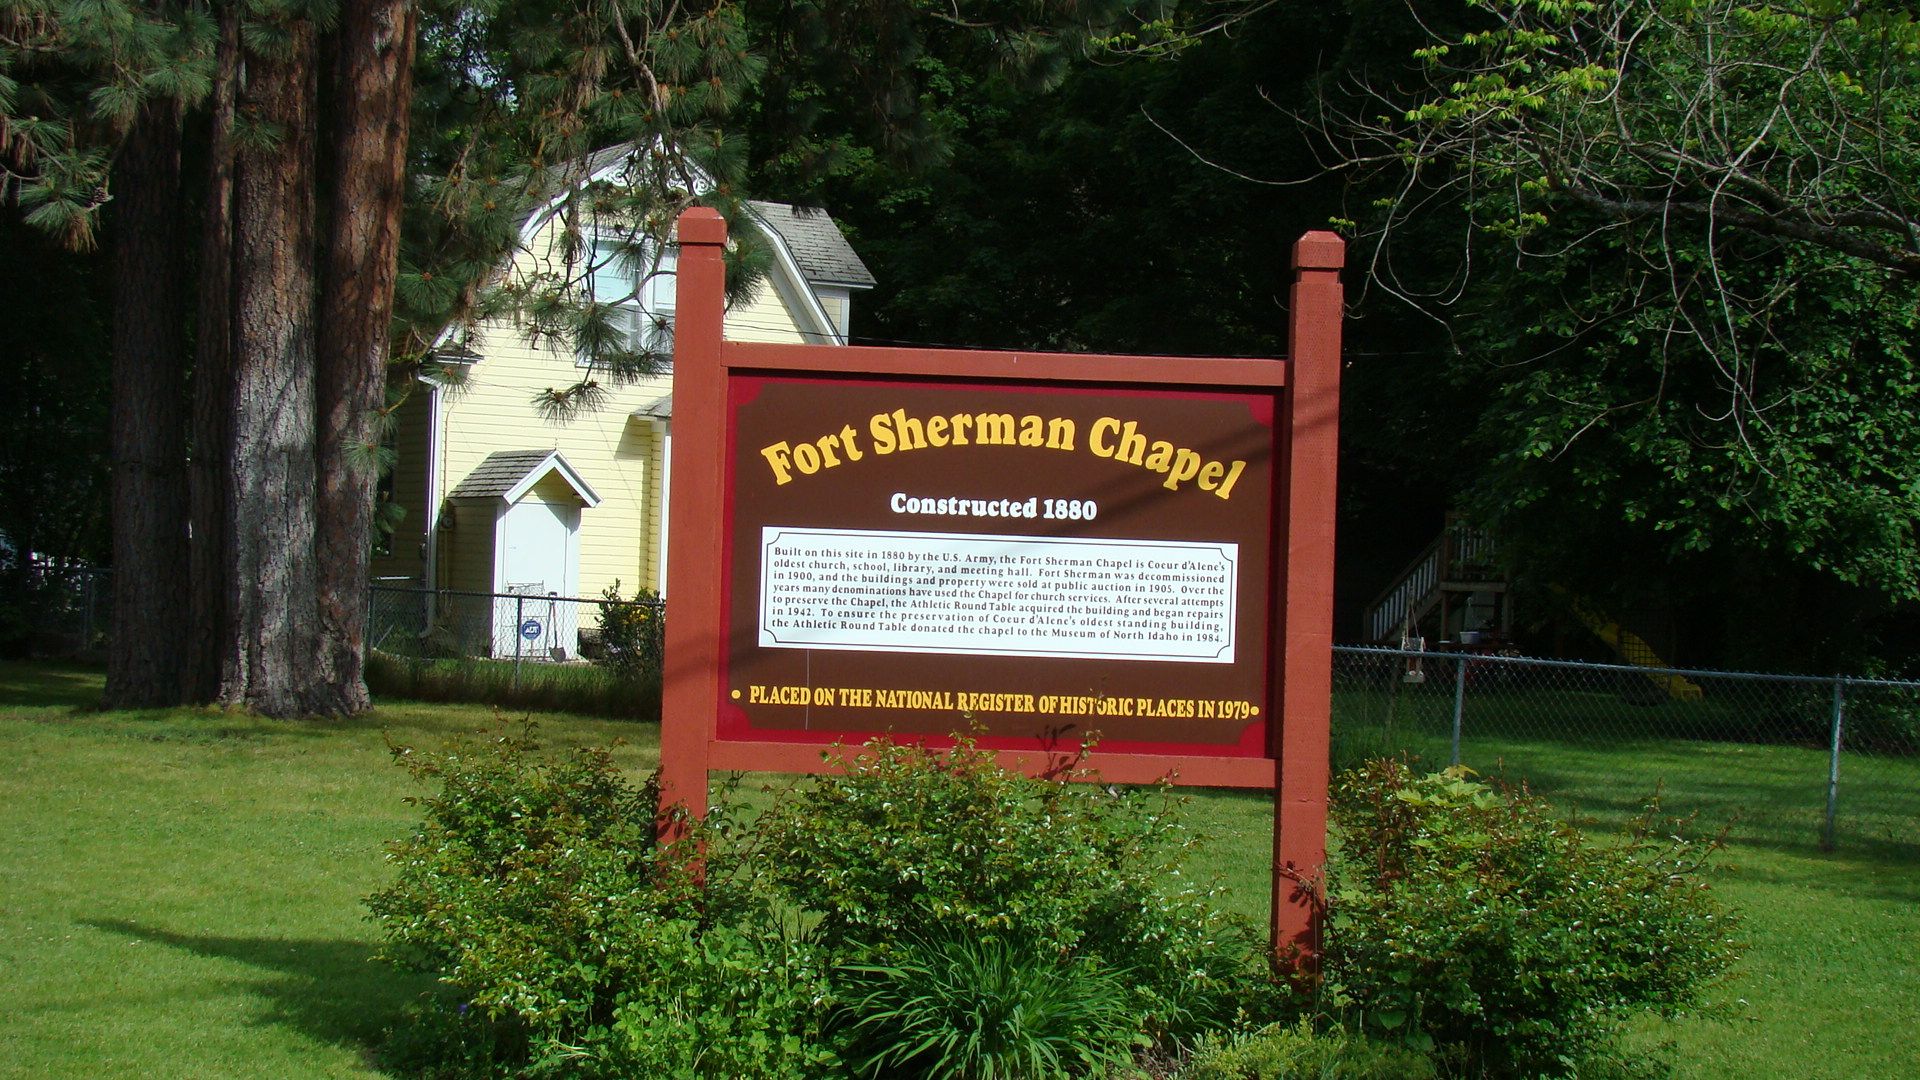 Fort Sherman Chapel
Constructed 1880
Built on this site in 1880 by the U.S. Army, the Fort Sherman Chapel is Coeur d'Alene's
oldest church, school, library, and meeting hall. Fort Sherman was decommissioned
in 1900, and the buildings and property were sold at public auction in 1905. Over the
years many denominations have used the Chapel for church services. After several attempts
to preserve the Chapel, the Athletic Round Table acquired the building and began repairs
in 1942. To ensure the preservation of Coeur d'Alene's oldest standing building,
the Athletic Round Table donated the chapel to the Museum of North Idaho in 1984.
• PLACED ON THE NATIONAL REGISTER OF HISTORIC PLACES IN 1979 •
ADT